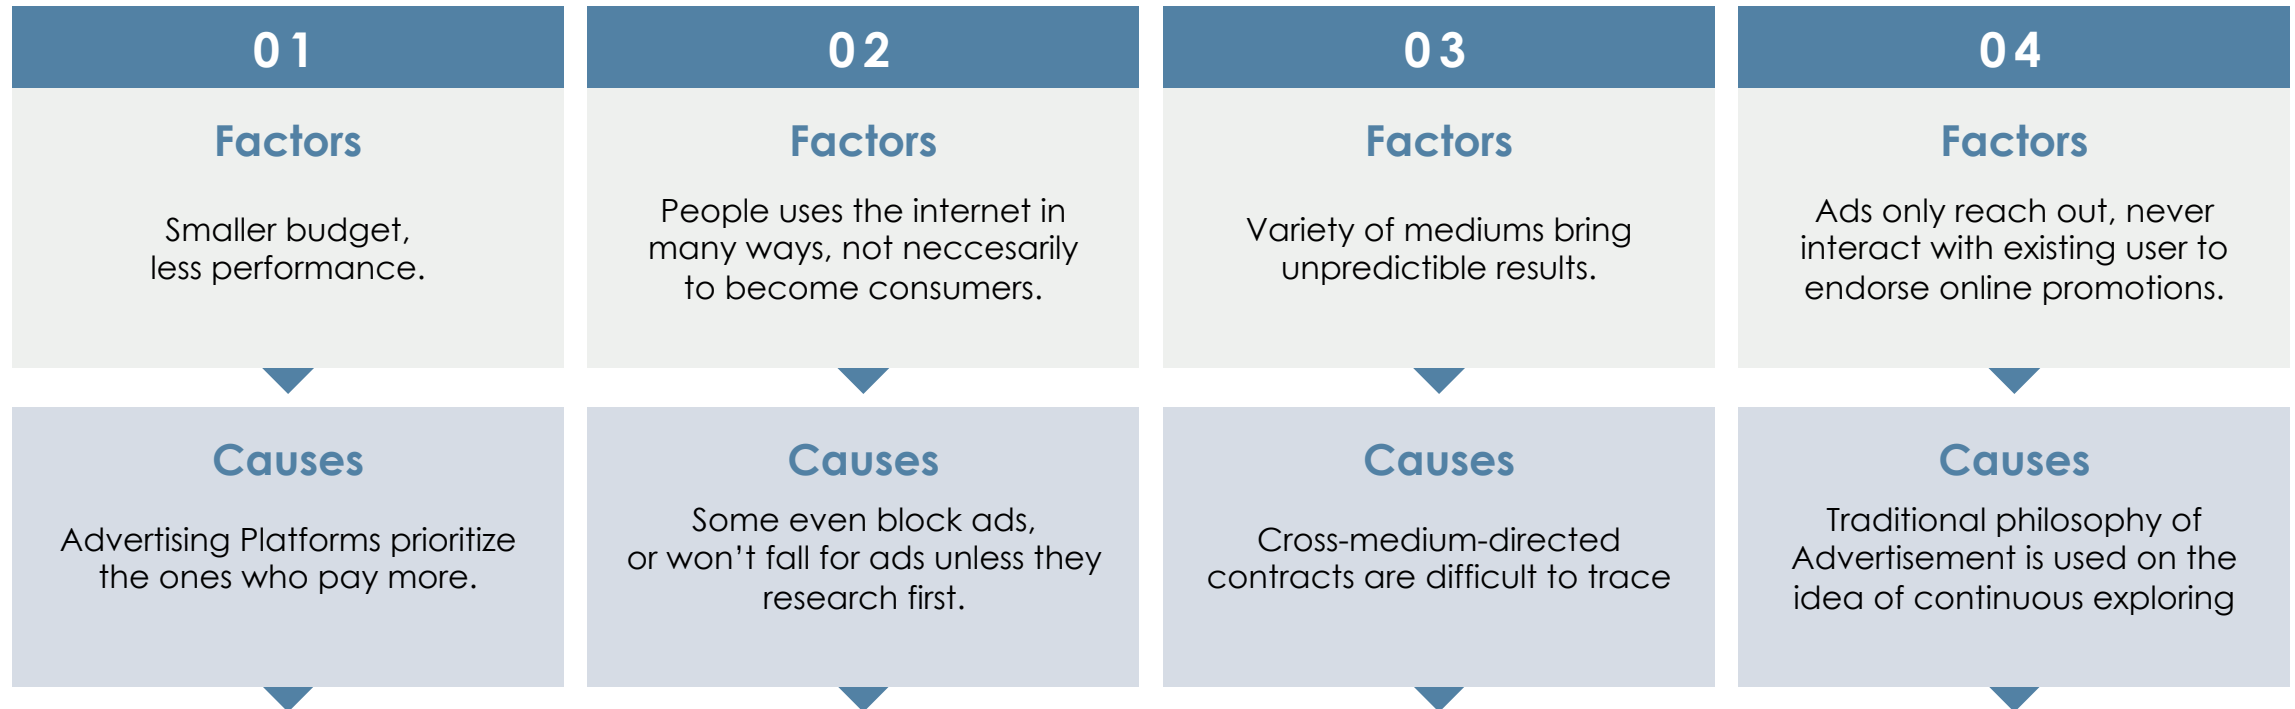 01
Factors
Smaller budget,
less performance.
Causes
Advertising Platforms prioritize
the ones who pay more.
02
Factors
People uses the internet in
many ways, not neccesarily
to become consumers.
Causes
Some even block ads,
or won’t fall for ads unless they
research first.
03
Factors
Variety of mediums bring
unpredictible results.
Causes
Cross-medium-directed
contracts are difficult to trace
04
Factors
Ads only reach out, never
interact with existing user to
endorse online promotions.
Causes
Traditional philosophy of
Advertisement is used on the
idea of continuous exploring